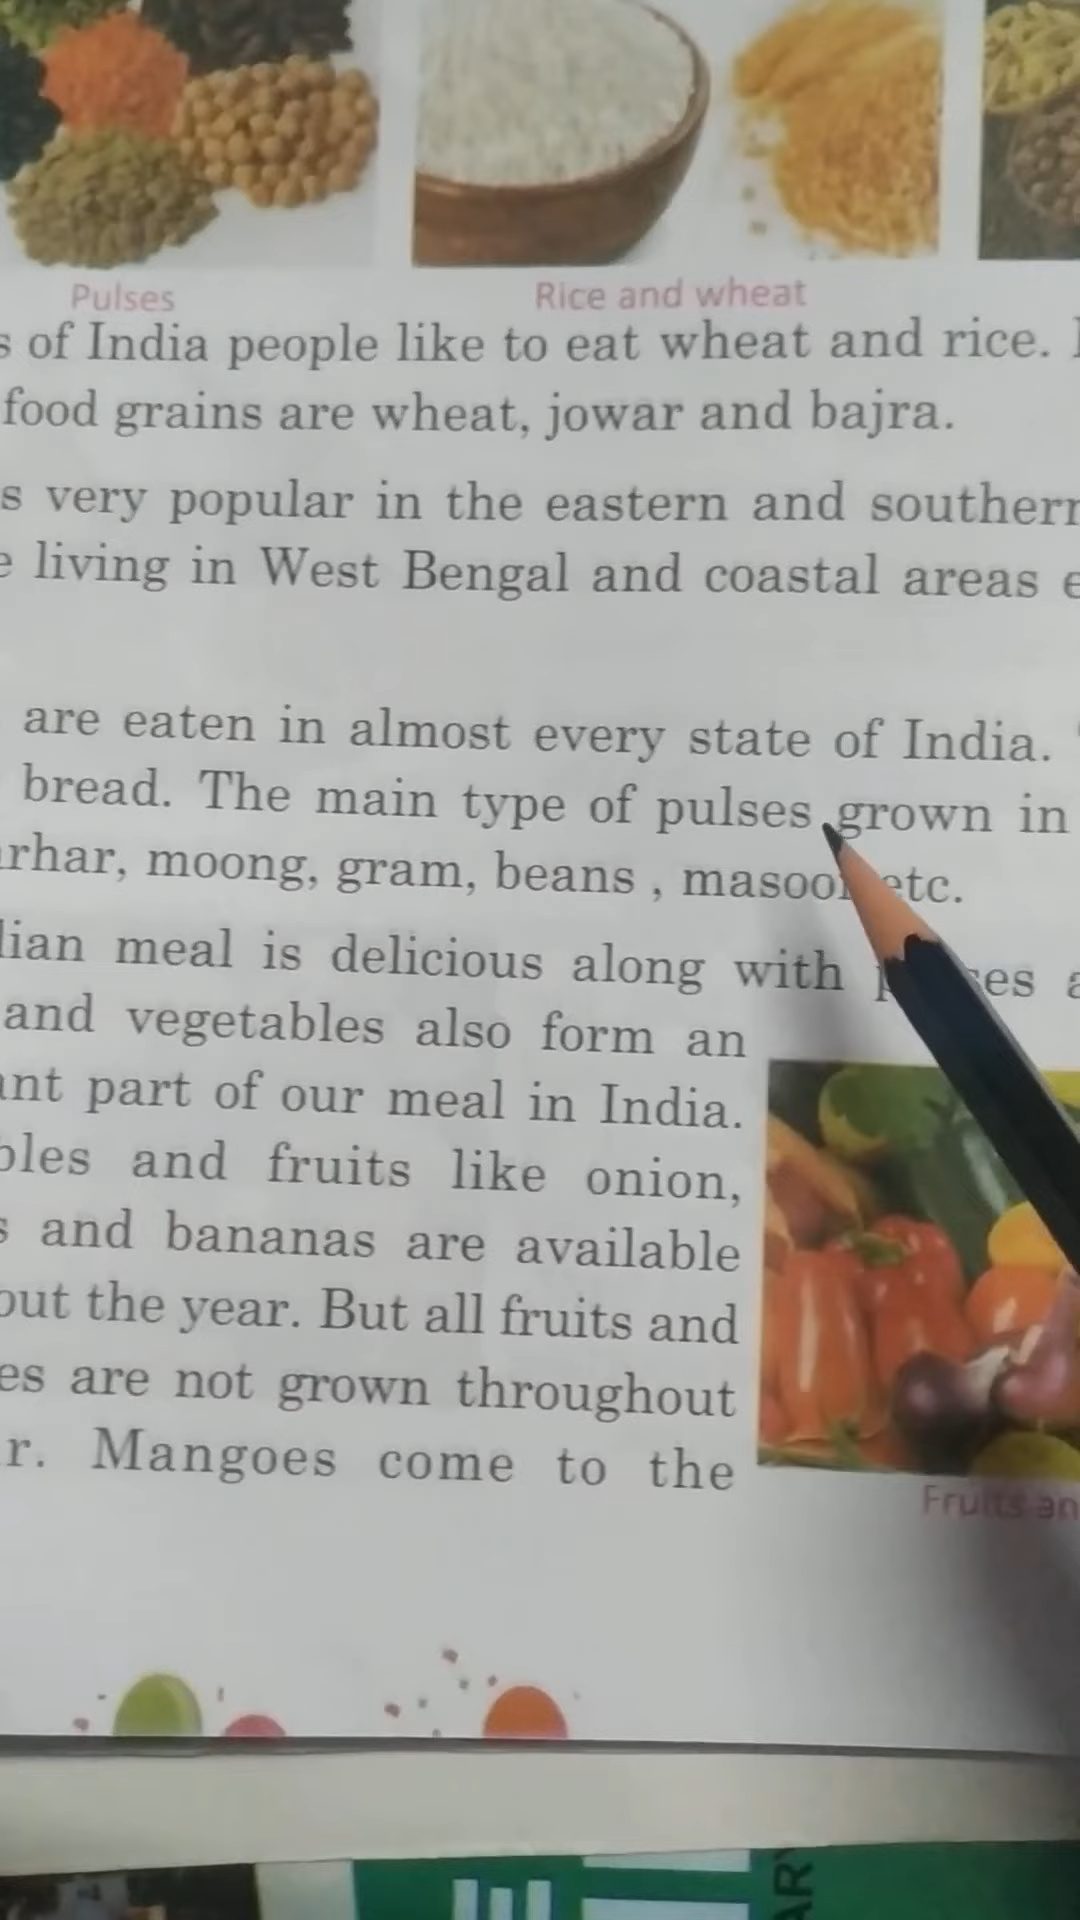 Pulses
Rice and wheat
of India people like to eat wheat and rice.
food grains are wheat, jowar and bajra.
very popular in the eastern and southern
living in West Bengal and coastal areas
are eaten in almost every state of India.
bread. The main type of pulses grown in
rhar, moong, gram, beans , masoor etc.
lian meal is delicious along with
and vegetables also form an
ant part of our meal in India.
bles and fruits like onion,
s and bananas are available
out the year. But all fruits and
es are not grown throughout
r. Mangoes come to the
Fruits an